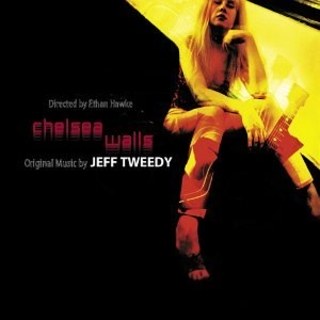 Directed by Ethan Hawke
chelsea
walls
Original Music by JEFF TWEEDY